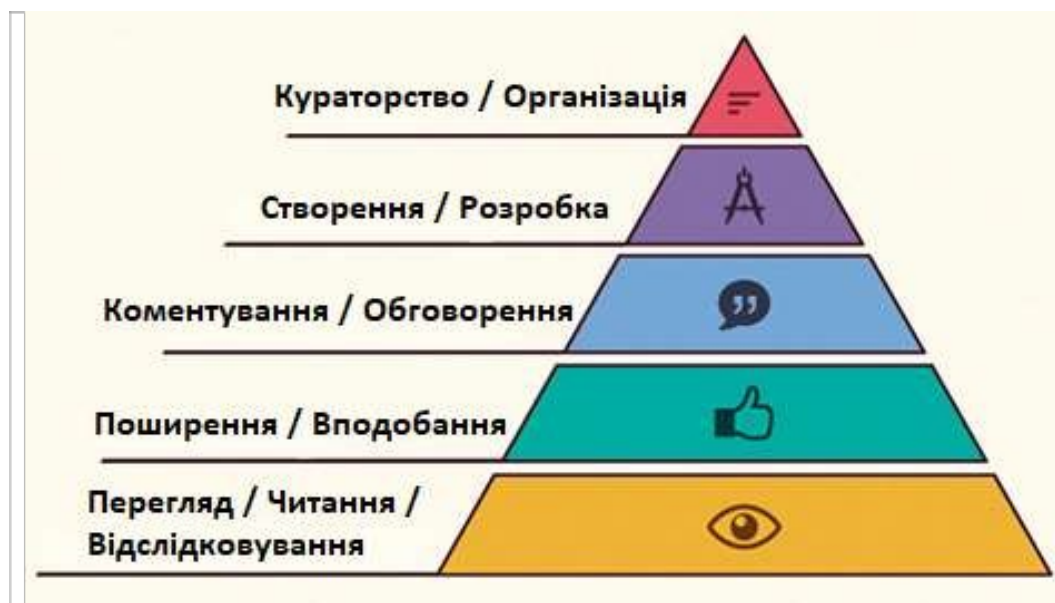 Кураторство / Організація
Створення / Розробка
Коментування / Обговорення
Поширення / Вподобання
Перегляд / Читання /
Відслідковування